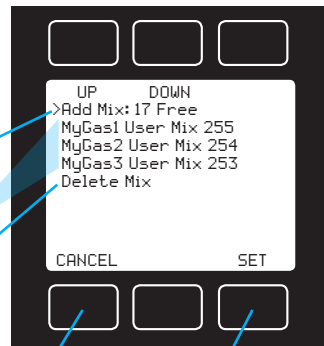 UP DOWN
>Add Mix: 17 Free
MyGas1 User Mix 255
MyGas2 User Mix 254
MyGas3 User Mix 253
Delete Mix
CANCEL SET